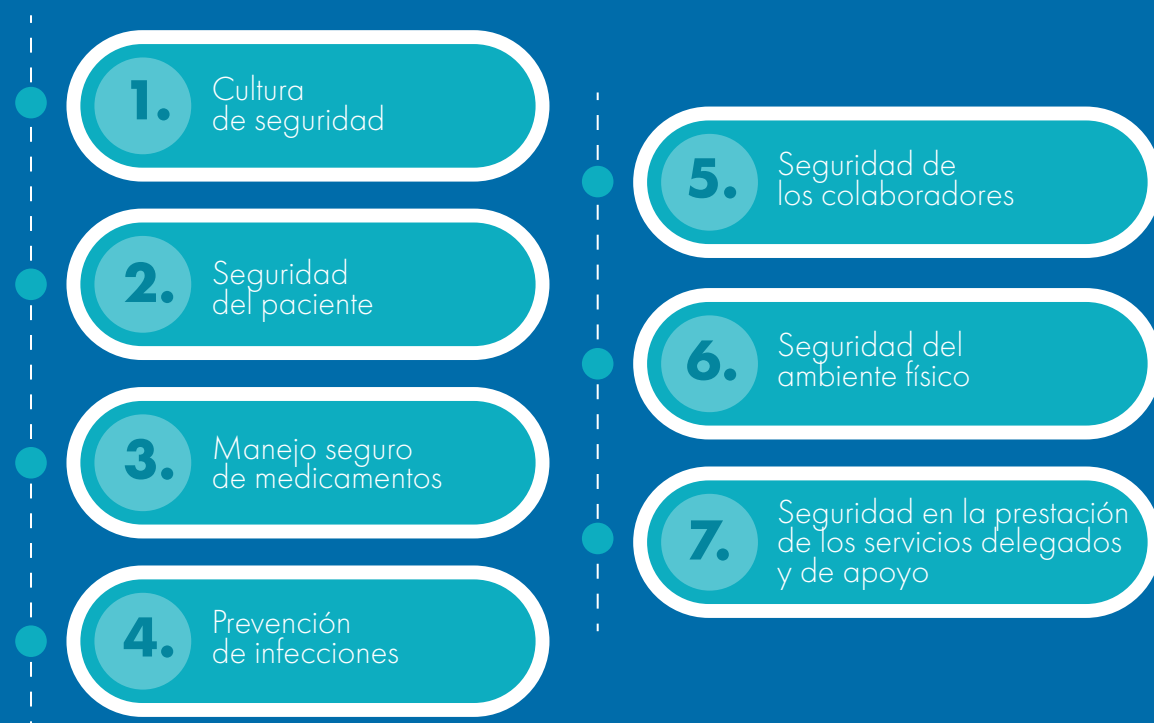 1.
Cultura
de seguridad
2.
Seguridad
del paciente
3.
Manejo seguro
de medicamentos
4.
Prevención
de infecciones
5.
Seguridad de
los colaboradores
6.
Seguridad del
ambiente físico
7.
Seguridad en la prestación
de los servicios delegados
y de apoyo